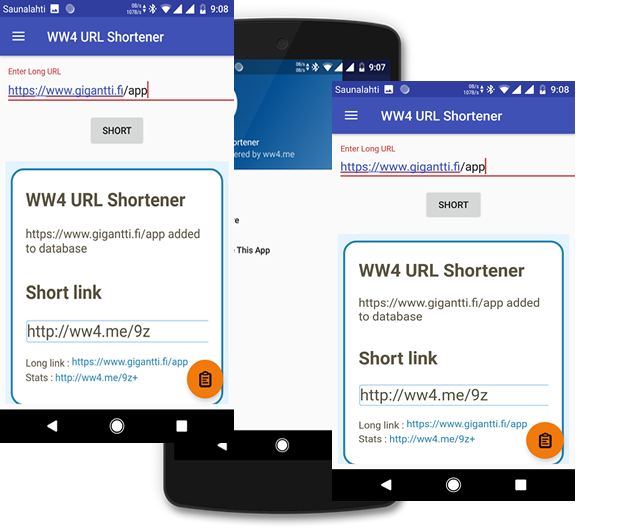 Saunalahti 9:08
WW4 URL Shortener
Enter Long URL
https://www.gigantti.fi/app
SHORT
WW4 URL Shortener
https://www.gigantti.fi/app added
to database
Short link
http://ww4.me/9z
Long link : https://www.gigantti.fi/app
Stats : http://ww4.me/9z+
9:07
ortener
ered by ww4.me
re
This App
Saunalahti 9:08
WW4 URL Shortener
Enter Long URL
https://www.gigantti.fi/app
SHORT
WW4 URL Shortener
https://www.gigantti.fi/app added
to database
Short link
http://ww4.me/9z
Long link : https://www.gigantti.fi/app
Stats : http://ww4.me/9z+